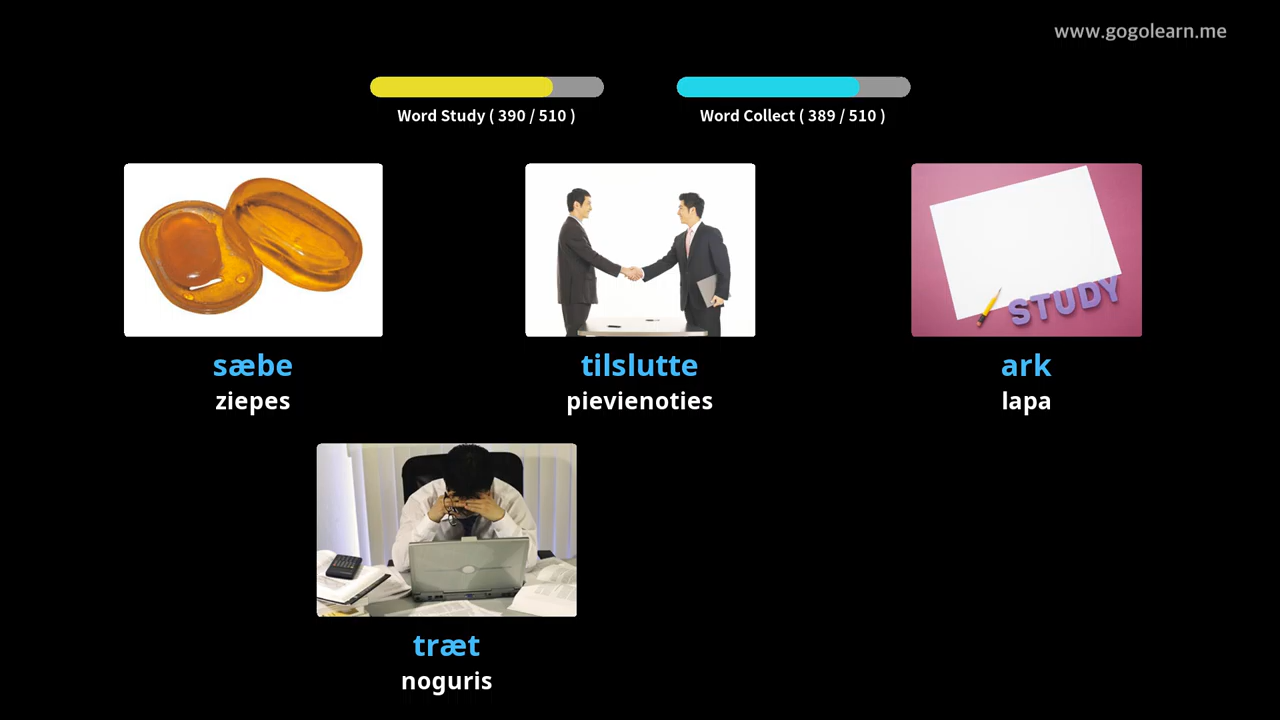 www.gogolearn.me
Word Study ( 390 / 510 )
Word Collect ( 389 / 510 )
STUDY
sæbe
ziepes
tilslutte
pievienoties
ark
lapa
træt
noguris